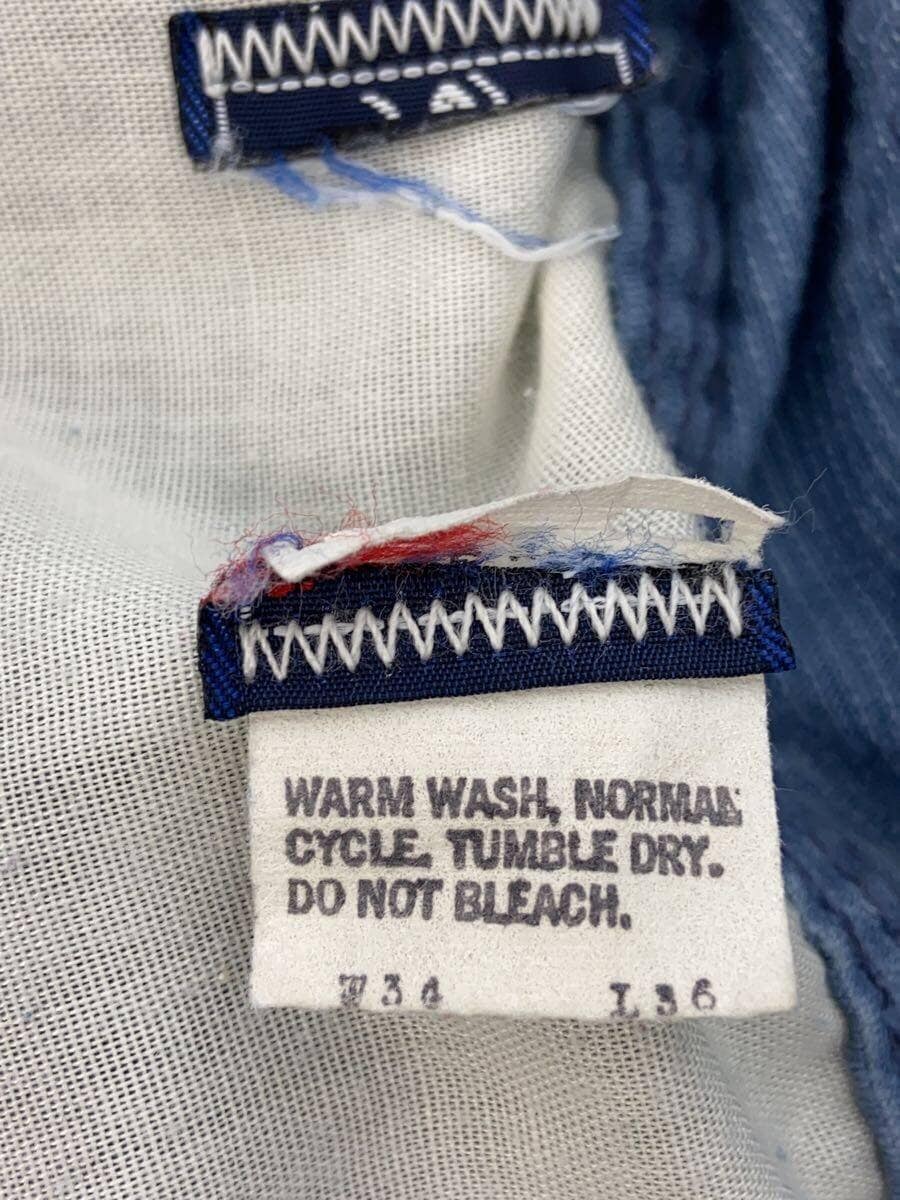 WARM WASH, NORMAL
CYCLE. TUMBLE DRY.
DO NOT BLEACH.
W34 L36